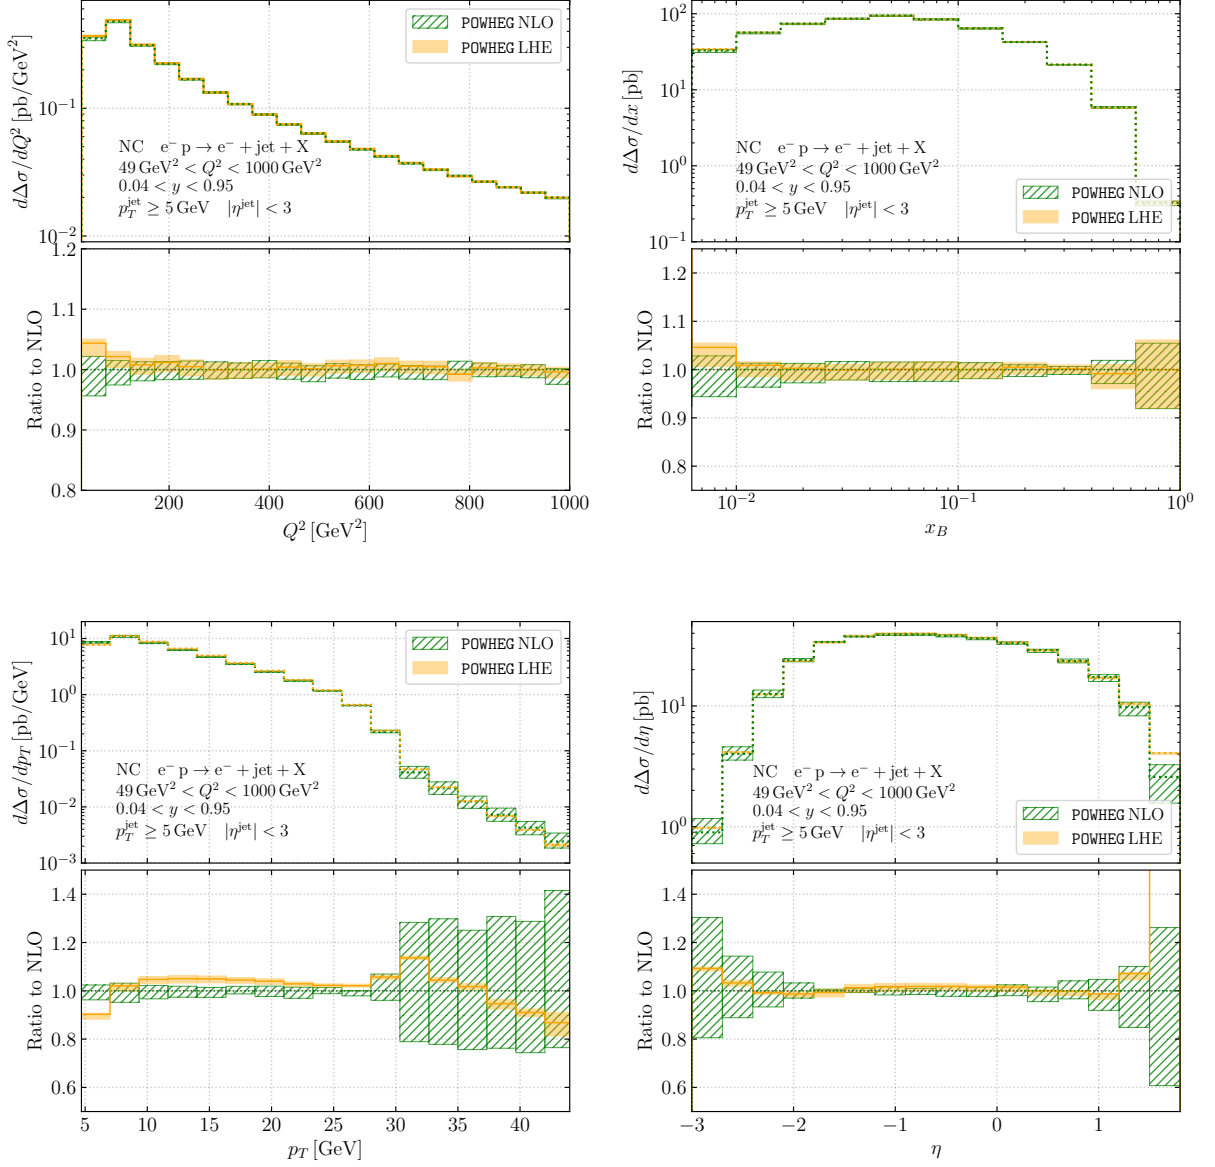 dΔσ/dQ² [pb/GeV²]
10⁻¹
10⁻²
POWHEG NLO
POWHEG LHE
NC e⁻ p → e⁻ + jet + X
49 GeV² < Q² < 1000 GeV²
0.04 < y < 0.95
p_T^jet ≥ 5 GeV |η^jet| < 3
Ratio to NLO
1.2
1.1
1.0
0.9
0.8
200 400 600 800 1000
Q² [GeV²]
dΔσ/dx [pb]
10²
10¹
10⁰
10⁻¹
NC e⁻ p → e⁻ + jet + X
49 GeV² < Q² < 1000 GeV²
0.04 < y < 0.95
p_T^jet ≥ 5 GeV |η^jet| < 3
POWHEG NLO
POWHEG LHE
Ratio to NLO
1.2
1.1
1.0
0.9
0.8
10⁻² 10⁻¹ 10⁰
x_B
dΔσ/dp_T [pb/GeV]
10¹
10⁰
10⁻¹
10⁻²
10⁻³
POWHEG NLO
POWHEG LHE
NC e⁻ p → e⁻ + jet + X
49 GeV² < Q² < 1000 GeV²
0.04 < y < 0.95
p_T^jet ≥ 5 GeV |η^jet| < 3
Ratio to NLO
1.4
1.2
1.0
0.8
0.6
5 10 15 20 25 30 35 40
p_T [GeV]
dΔσ/dη [pb]
10¹
10⁰
NC e⁻ p → e⁻ + jet + X
49 GeV² < Q² < 1000 GeV²
0.04 < y < 0.95
p_T^jet ≥ 5 GeV |η^jet| < 3
POWHEG NLO
POWHEG LHE
Ratio to NLO
1.4
1.2
1.0
0.8
0.6
−3 −2 −1 0 1
η